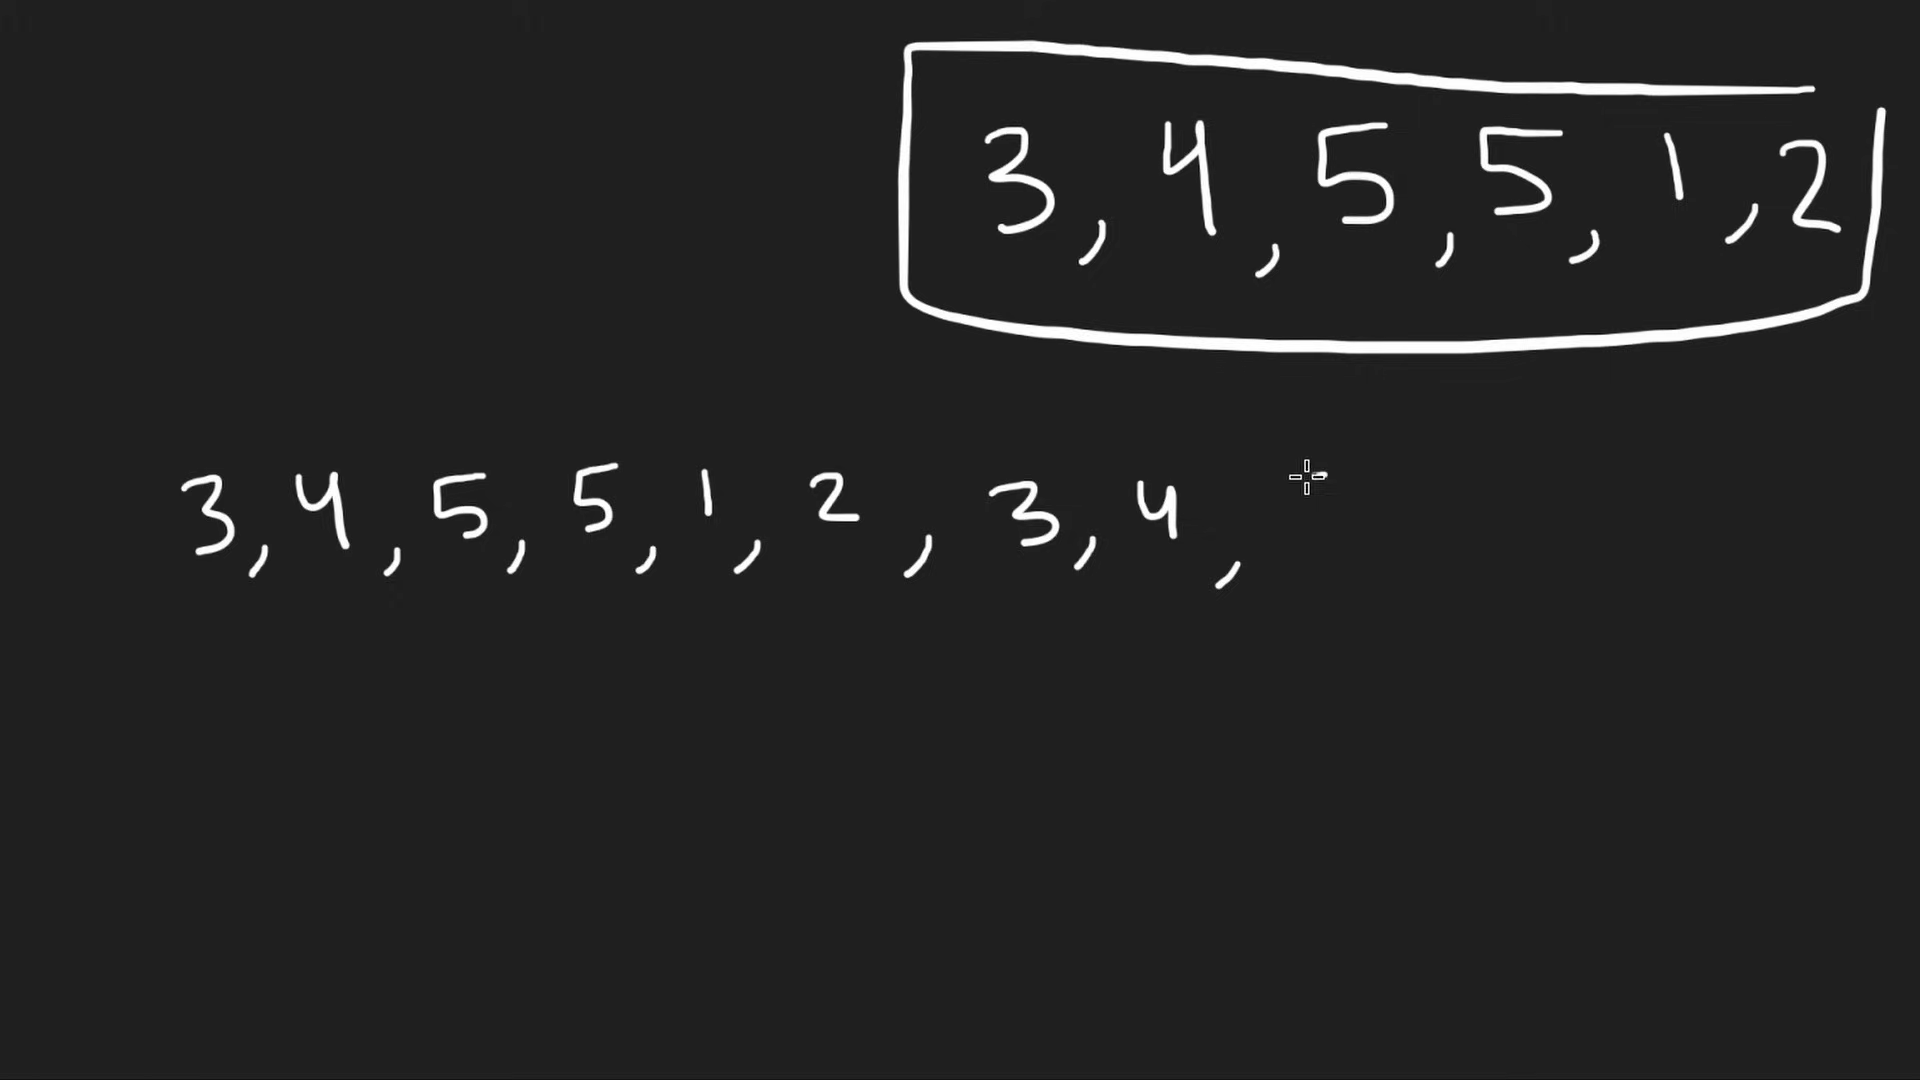 3, 4, 5, 5, 1, 2
3, 4, 5, 5, 1, 2, 3, 4,